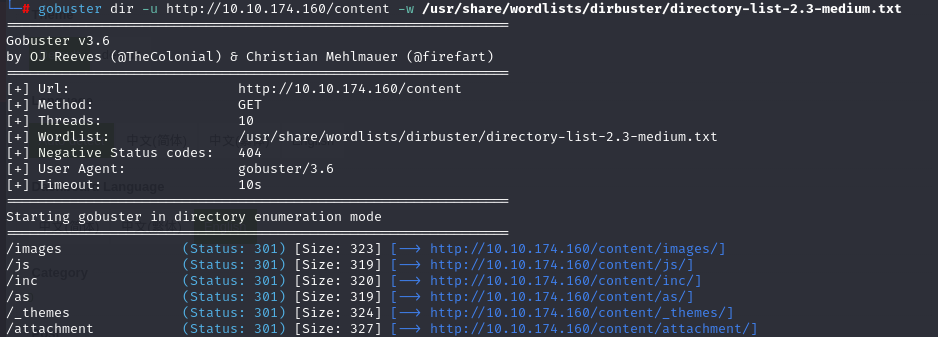 └─# gobuster dir -u http://10.10.174.160/content -w /usr/share/wordlists/dirbuster/directory-list-2.3-medium.txt
===============================================================
Gobuster v3.6
by OJ Reeves (@TheColonial) & Christian Mehlmauer (@firefart)
===============================================================
[+] Url:                     http://10.10.174.160/content
[+] Method:                  GET
[+] Threads:                 10
[+] Wordlist:                /usr/share/wordlists/dirbuster/directory-list-2.3-medium.txt
[+] Negative Status codes:   404
[+] User Agent:              gobuster/3.6
[+] Timeout:                 10s
===============================================================
Starting gobuster in directory enumeration mode
===============================================================
/images               (Status: 301) [Size: 323] [--> http://10.10.174.160/content/images/]
/js                   (Status: 301) [Size: 319] [--> http://10.10.174.160/content/js/]
/inc                  (Status: 301) [Size: 320] [--> http://10.10.174.160/content/inc/]
/as                   (Status: 301) [Size: 319] [--> http://10.10.174.160/content/as/]
/_themes              (Status: 301) [Size: 324] [--> http://10.10.174.160/content/_themes/]
/attachment           (Status: 301) [Size: 327] [--> http://10.10.174.160/content/attachment/]